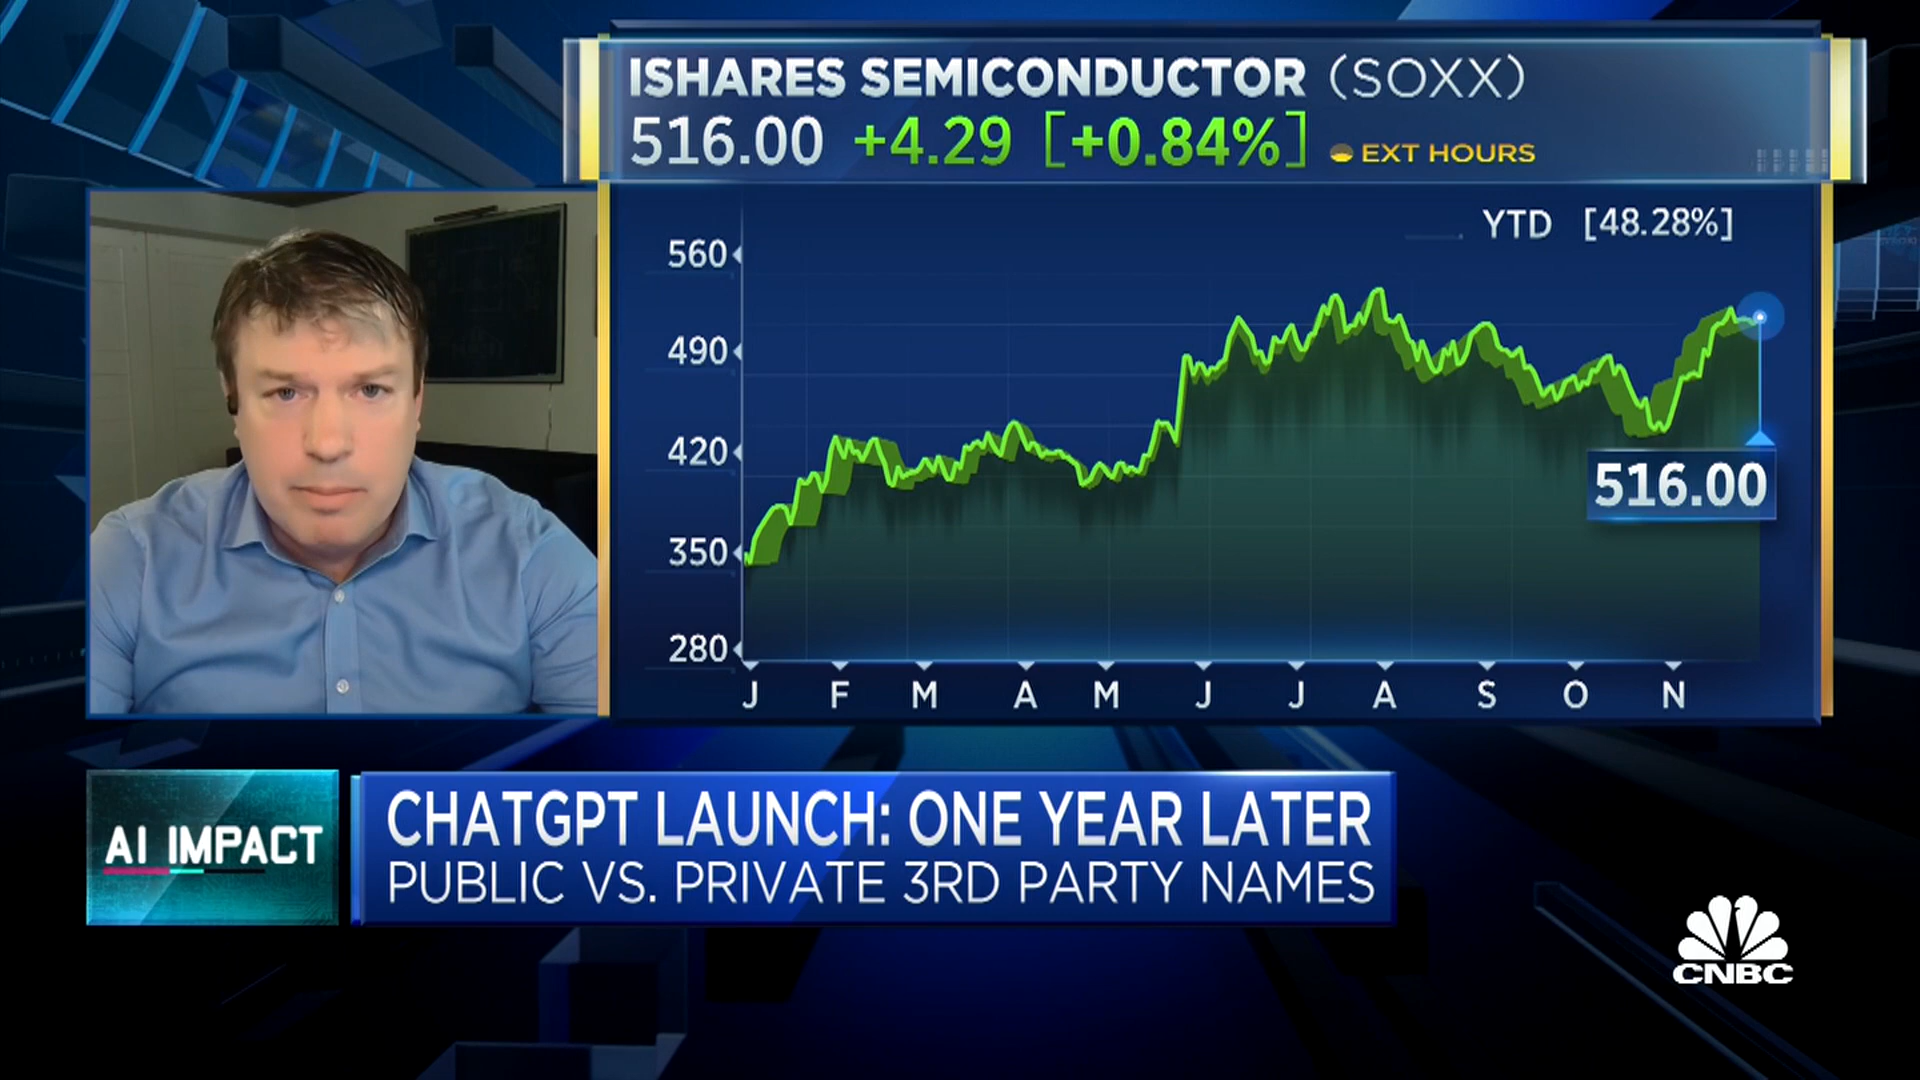 ISHARES SEMICONDUCTOR (SOXX)
516.00 +4.29 [+0.84%] EXT HOURS
YTD [48.28%]
560
490
420
350
280
516.00
J F M A M J J A S O N
AI IMPACT
CHATGPT LAUNCH: ONE YEAR LATER
PUBLIC VS. PRIVATE 3RD PARTY NAMES
CNBC